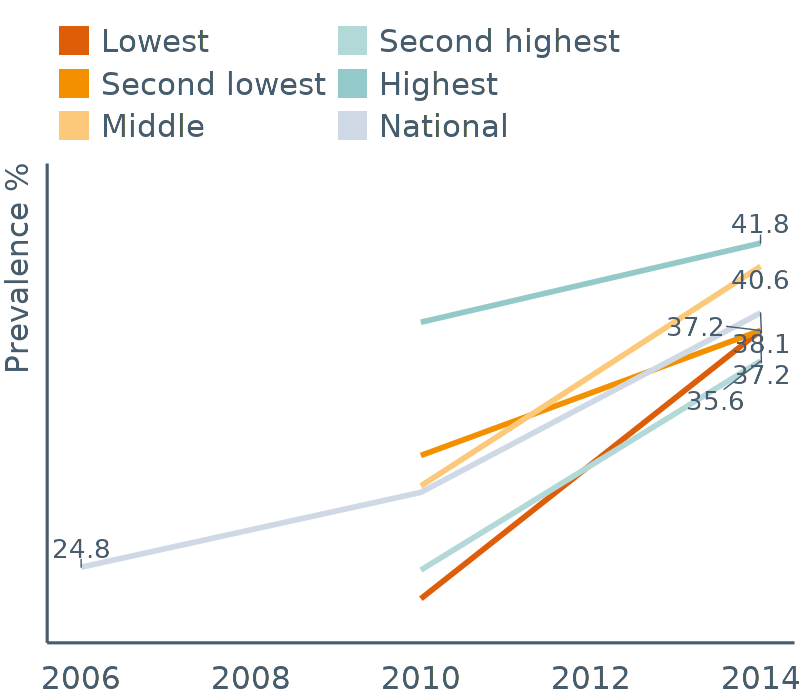 Lowest
Second lowest
Middle
Second highest
Highest
National
Prevalence %
41.8
40.6
37.2
38.1
37.2
35.6
24.8
2006 2008 2010 2012 2014